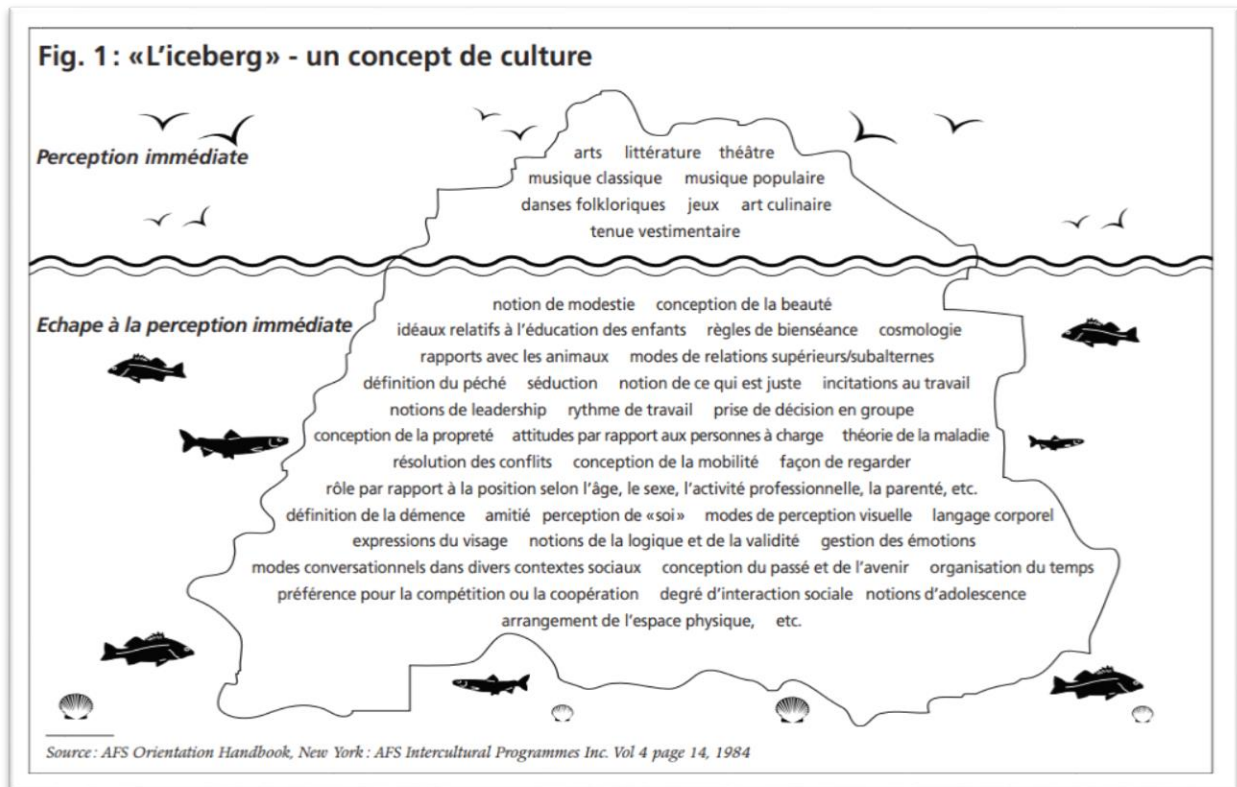 Fig. 1 : «L'iceberg» - un concept de culture
Perception immédiate
arts littérature théâtre
musique classique musique populaire
danses folkloriques jeux art culinaire
tenue vestimentaire
Echape à la perception immédiate
notion de modestie conception de la beauté
idéaux relatifs à l'éducation des enfants règles de bienséance cosmologie
rapports avec les animaux modes de relations supérieurs/subalternes
définition du péché séduction notion de ce qui est juste incitations au travail
notions de leadership rythme de travail prise de décision en groupe
conception de la propreté attitudes par rapport aux personnes à charge théorie de la maladie
résolution des conflits conception de la mobilité façon de regarder
rôle par rapport à la position selon l'âge, le sexe, l'activité professionnelle, la parenté, etc.
définition de la démence amitié perception de «soi» modes de perception visuelle langage corporel
expressions du visage notions de la logique et de la validité gestion des émotions
modes conversationnels dans divers contextes sociaux conception du passé et de l'avenir organisation du temps
préférence pour la compétition ou la coopération degré d'interaction sociale notions d'adolescence
arrangement de l'espace physique, etc.
Source : AFS Orientation Handbook, New York : AFS Intercultural Programmes Inc. Vol 4 page 14, 1984